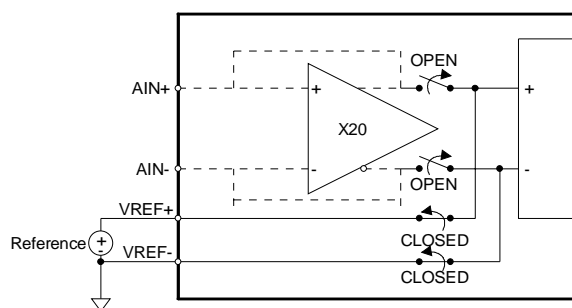 OPEN
AIN+
+
+
X20
AIN-
-
-
OPEN
VREF+
CLOSED
Reference
+
-
VREF-
CLOSED